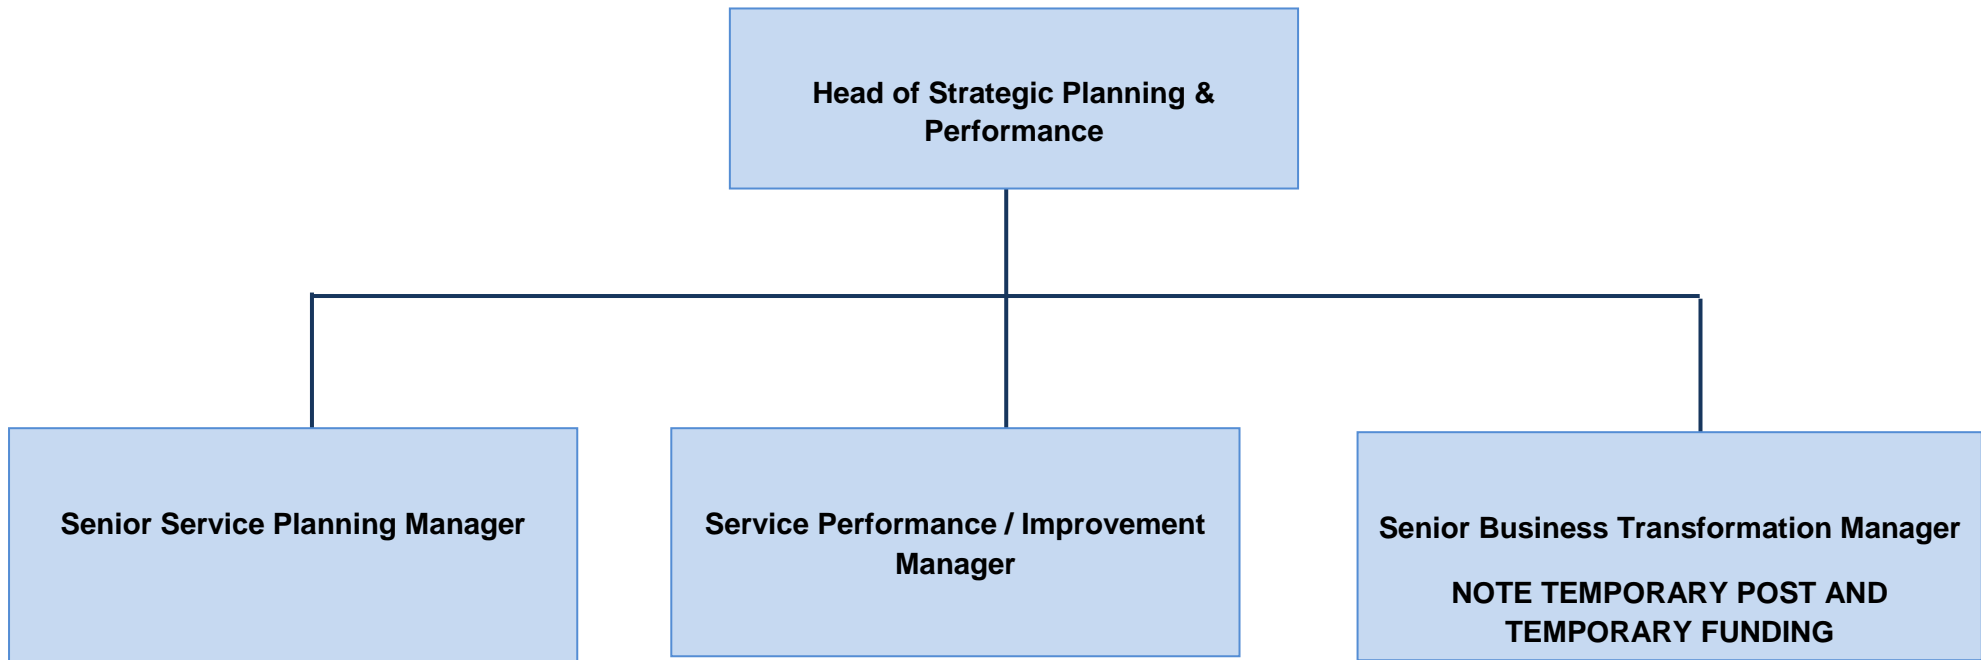 Head of Strategic Planning &
Performance
Senior Service Planning Manager
Service Performance / Improvement
Manager
Senior Business Transformation Manager
NOTE TEMPORARY POST AND
TEMPORARY FUNDING